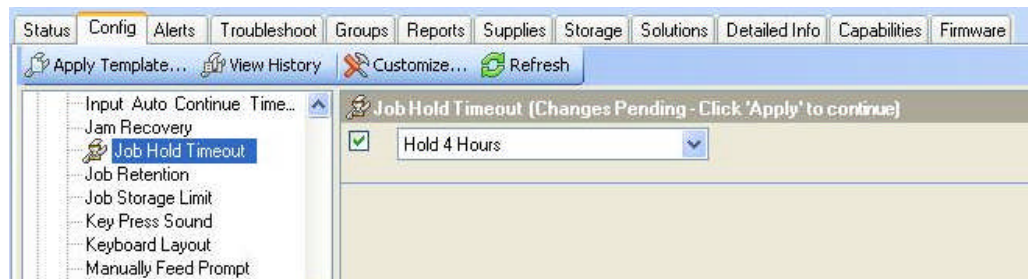 Status Config Alerts Troubleshoot Groups Reports Supplies Storage Solutions Detailed Info Capabilities Firmware
Apply Template... View History Customize... Refresh
Input Auto Continue Time...
Jam Recovery
Job Hold Timeout
Job Retention
Job Storage Limit
Key Press Sound
Keyboard Layout
Manually Feed Prompt
Job Hold Timeout (Changes Pending - Click 'Apply' to continue)
Hold 4 Hours